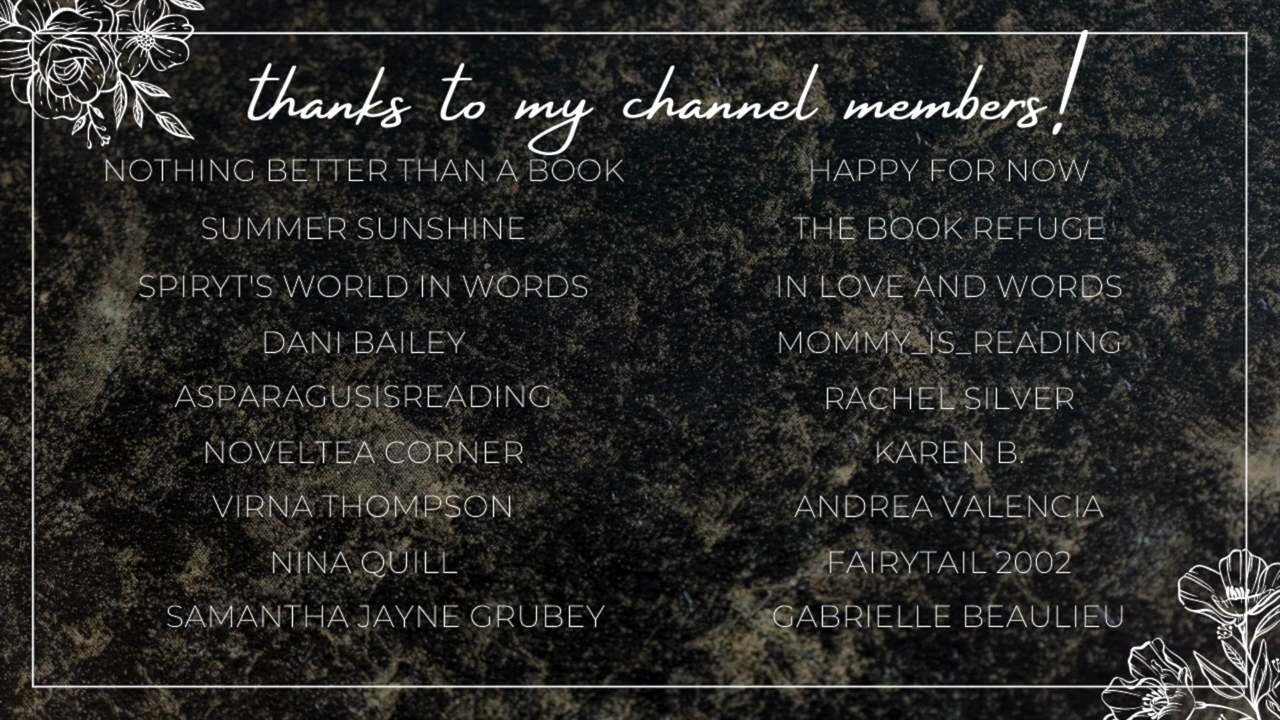 thanks to my channel members!
NOTHING BETTER THAN A BOOK
SUMMER SUNSHINE
SPIRYT'S WORLD IN WORDS
DANI BAILEY
ASPARAGUSISREADING
NOVELTEA CORNER
VIRNA THOMPSON
NINA QUILL
SAMANTHA JAYNE GRUBEY
HAPPY FOR NOW
THE BOOK REFUGE
IN LOVE AND WORDS
MOMMY_IS_READING
RACHEL SILVER
KAREN B.
ANDREA VALENCIA
FAIRYTAIL 2002
GABRIELLE BEAULIEU